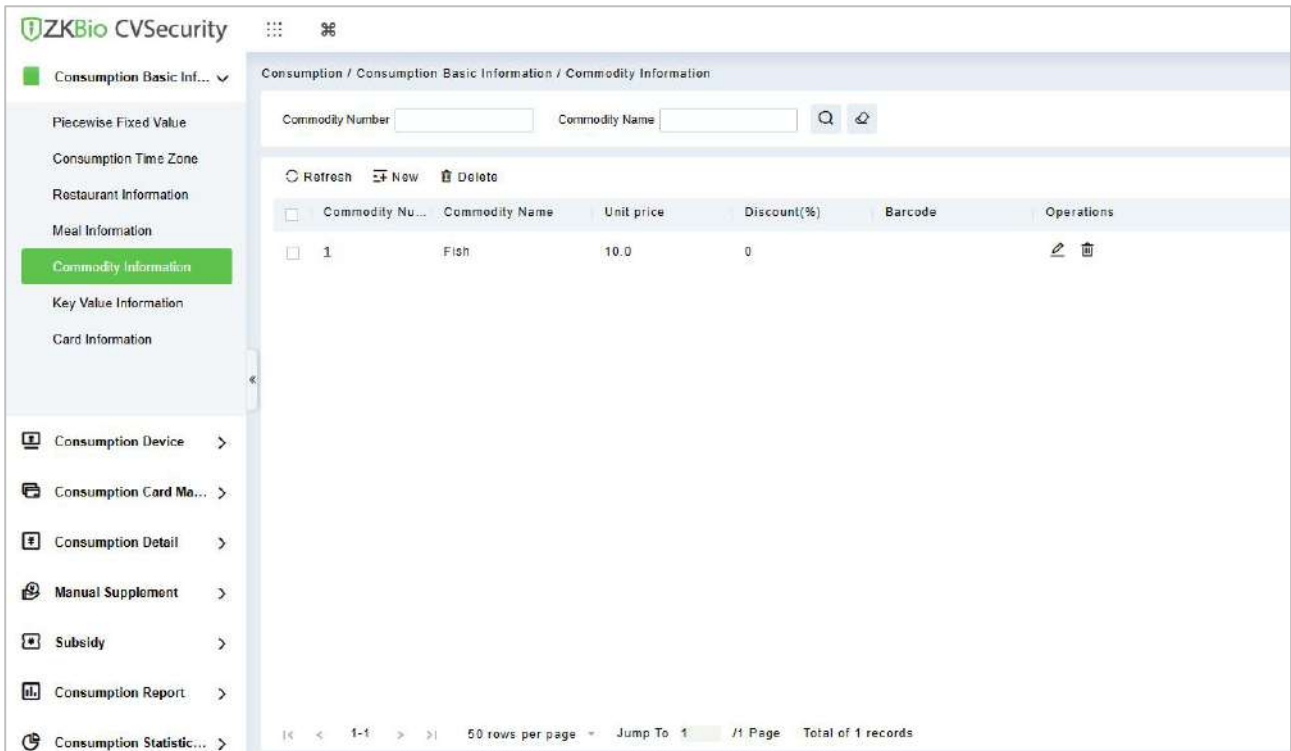 ZKBio CVSecurity
Consumption Basic Inf...
Piecewise Fixed Value
Consumption Time Zone
Restaurant Information
Meal Information
Commodity Information
Key Value Information
Card Information
Consumption Device
Consumption Card Ma...
Consumption Detail
Manual Supplement
Subsidy
Consumption Report
Consumption Statistic...
Consumption / Consumption Basic Information / Commodity Information
Commodity Number Commodity Name
Refresh New Delete
Commodity Nu... Commodity Name Unit price Discount(%) Barcode Operations
1 Fish 10.0 0
|< < 1-1 > >| 50 rows per page Jump To 1 /1 Page Total of 1 records